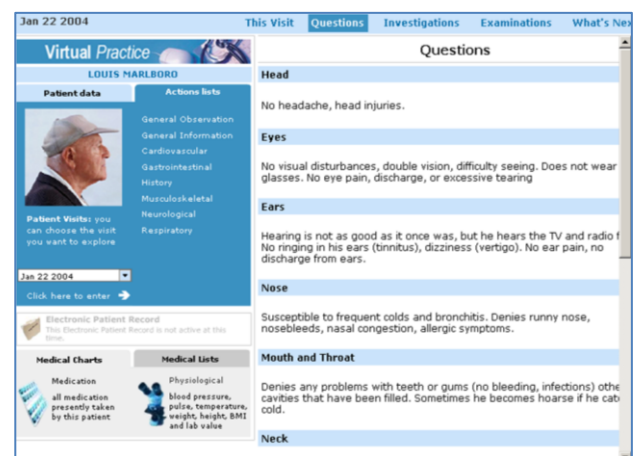 Jan 22 2004
This Visit Questions Investigations Examinations What's Nex
Virtual Practice
LOUIS MARLBORO
Patient data
Actions lists
General Observation
General Information
Cardiovascular
Gastrointestinal
History
Musculoskeletal
Neurological
Respiratory
Patient Visits: you
can choose the visit
you want to explore
Jan 22 2004
Click here to enter
Electronic Patient Record
This Electronic Patient Record is not active at this
time.
Medical Charts
Medication
all medication
presently taken
by this patient
Medical Lists
Physiological
blood pressure,
pulse, temperature,
weight, height, BMI
and lab value
Questions
Head
No headache, head injuries.
Eyes
No visual disturbances, double vision, difficulty seeing. Does not wear
glasses. No eye pain, discharge, or excessive tearing
Ears
Hearing is not as good as it once was, but he hears the TV and radio f
No ringing in his ears (tinnitus), dizziness (vertigo). No ear pain, no
discharge from ears.
Nose
Susceptible to frequent colds and bronchitis. Denies runny nose,
nosebleeds, nasal congestion, allergic symptoms.
Mouth and Throat
Denies any problems with teeth or gums (no bleeding, infections) othe
cavities that have been filled. Sometimes he becomes hoarse if he catc
cold.
Neck